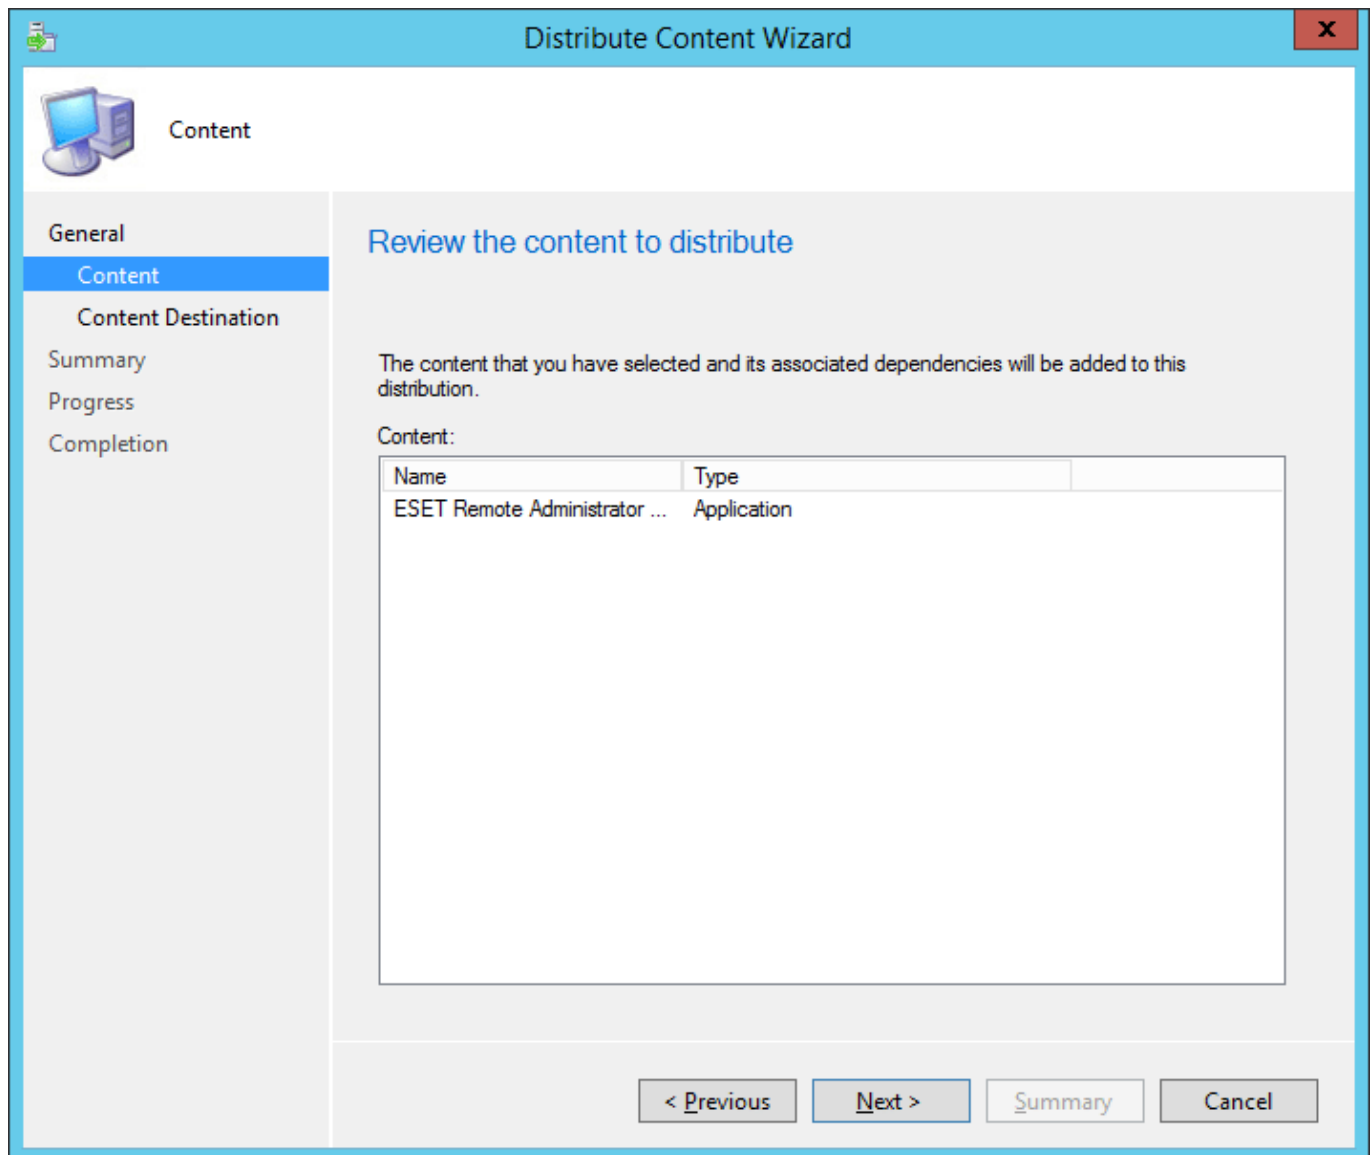 Distribute Content Wizard
x
Content
General
Content
Content Destination
Summary
Progress
Completion
Review the content to distribute
The content that you have selected and its associated dependencies will be added to this
distribution.
Content:
Name Type
ESET Remote Administrator ... Application
< Previous Next > Summary Cancel